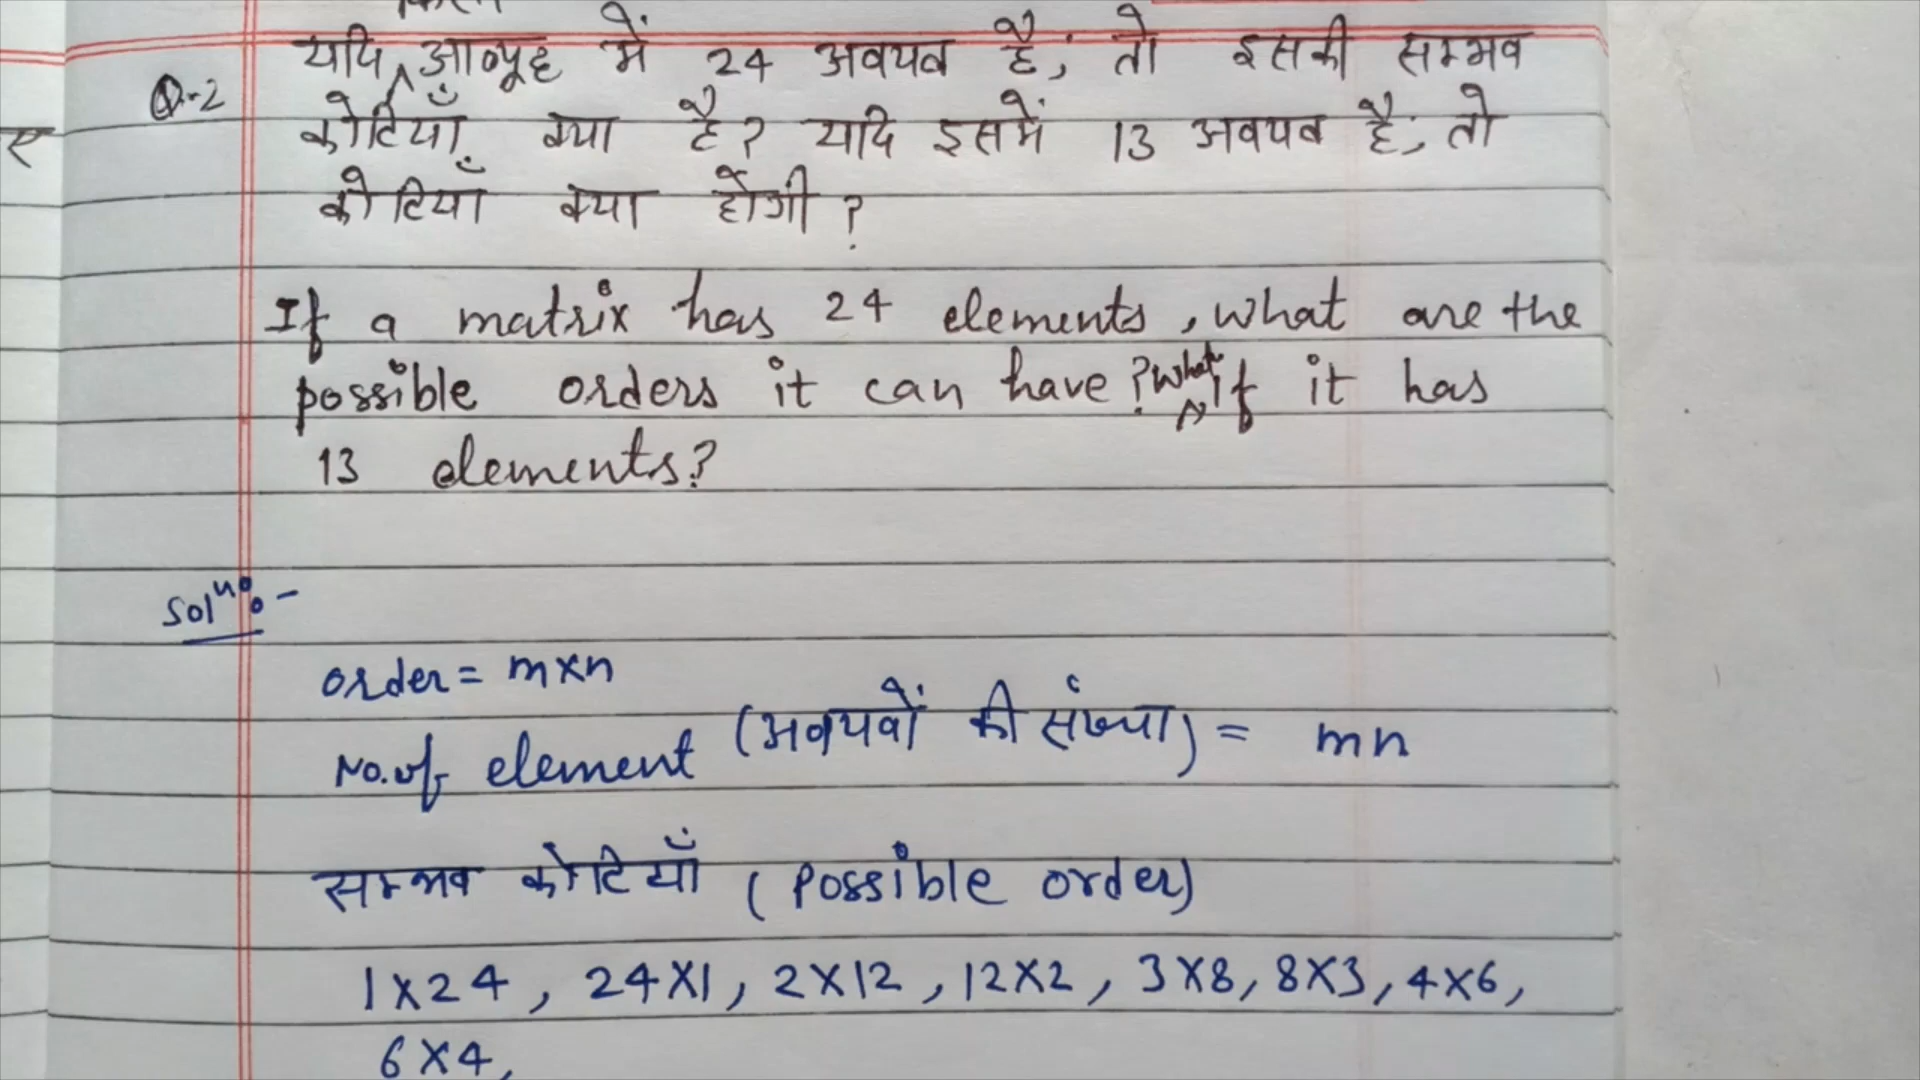 Q.2 यदि ^ आव्यूह में 24 अवयव है, तो इसकी सम्भव
कोटियाँ क्या है? यदि इसमें 13 अवयव है, तो
कोटियाँ क्या होंगी?
If a matrix has 24 elements, what are the
possible orders it can have? What if it has
13 elements?
Solⁿ:-
order = m×n
No. of element (अवयवों की संख्या) = mn
सम्भव कोटियाँ (possible order)
1×24, 24×1, 2×12, 12×2, 3×8, 8×3, 4×6,
6×4,